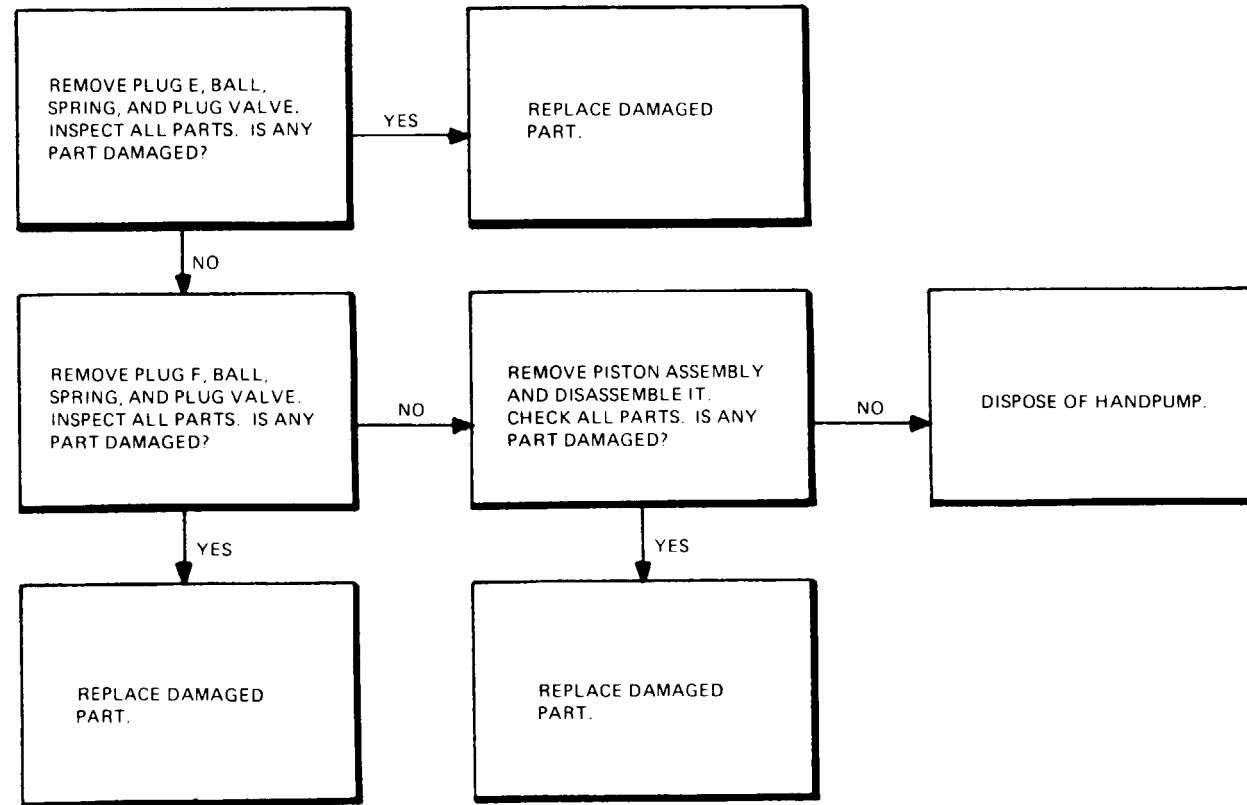 REMOVE PLUG E, BALL,
SPRING, AND PLUG VALVE.
INSPECT ALL PARTS. IS ANY
PART DAMAGED?
YES
REPLACE DAMAGED
PART.
NO
REMOVE PLUG F, BALL,
SPRING, AND PLUG VALVE.
INSPECT ALL PARTS. IS ANY
PART DAMAGED?
NO
REMOVE PISTON ASSEMBLY
AND DISASSEMBLE IT.
CHECK ALL PARTS. IS ANY
PART DAMAGED?
NO
DISPOSE OF HANDPUMP.
YES
YES
REPLACE DAMAGED
PART.
REPLACE DAMAGED
PART.